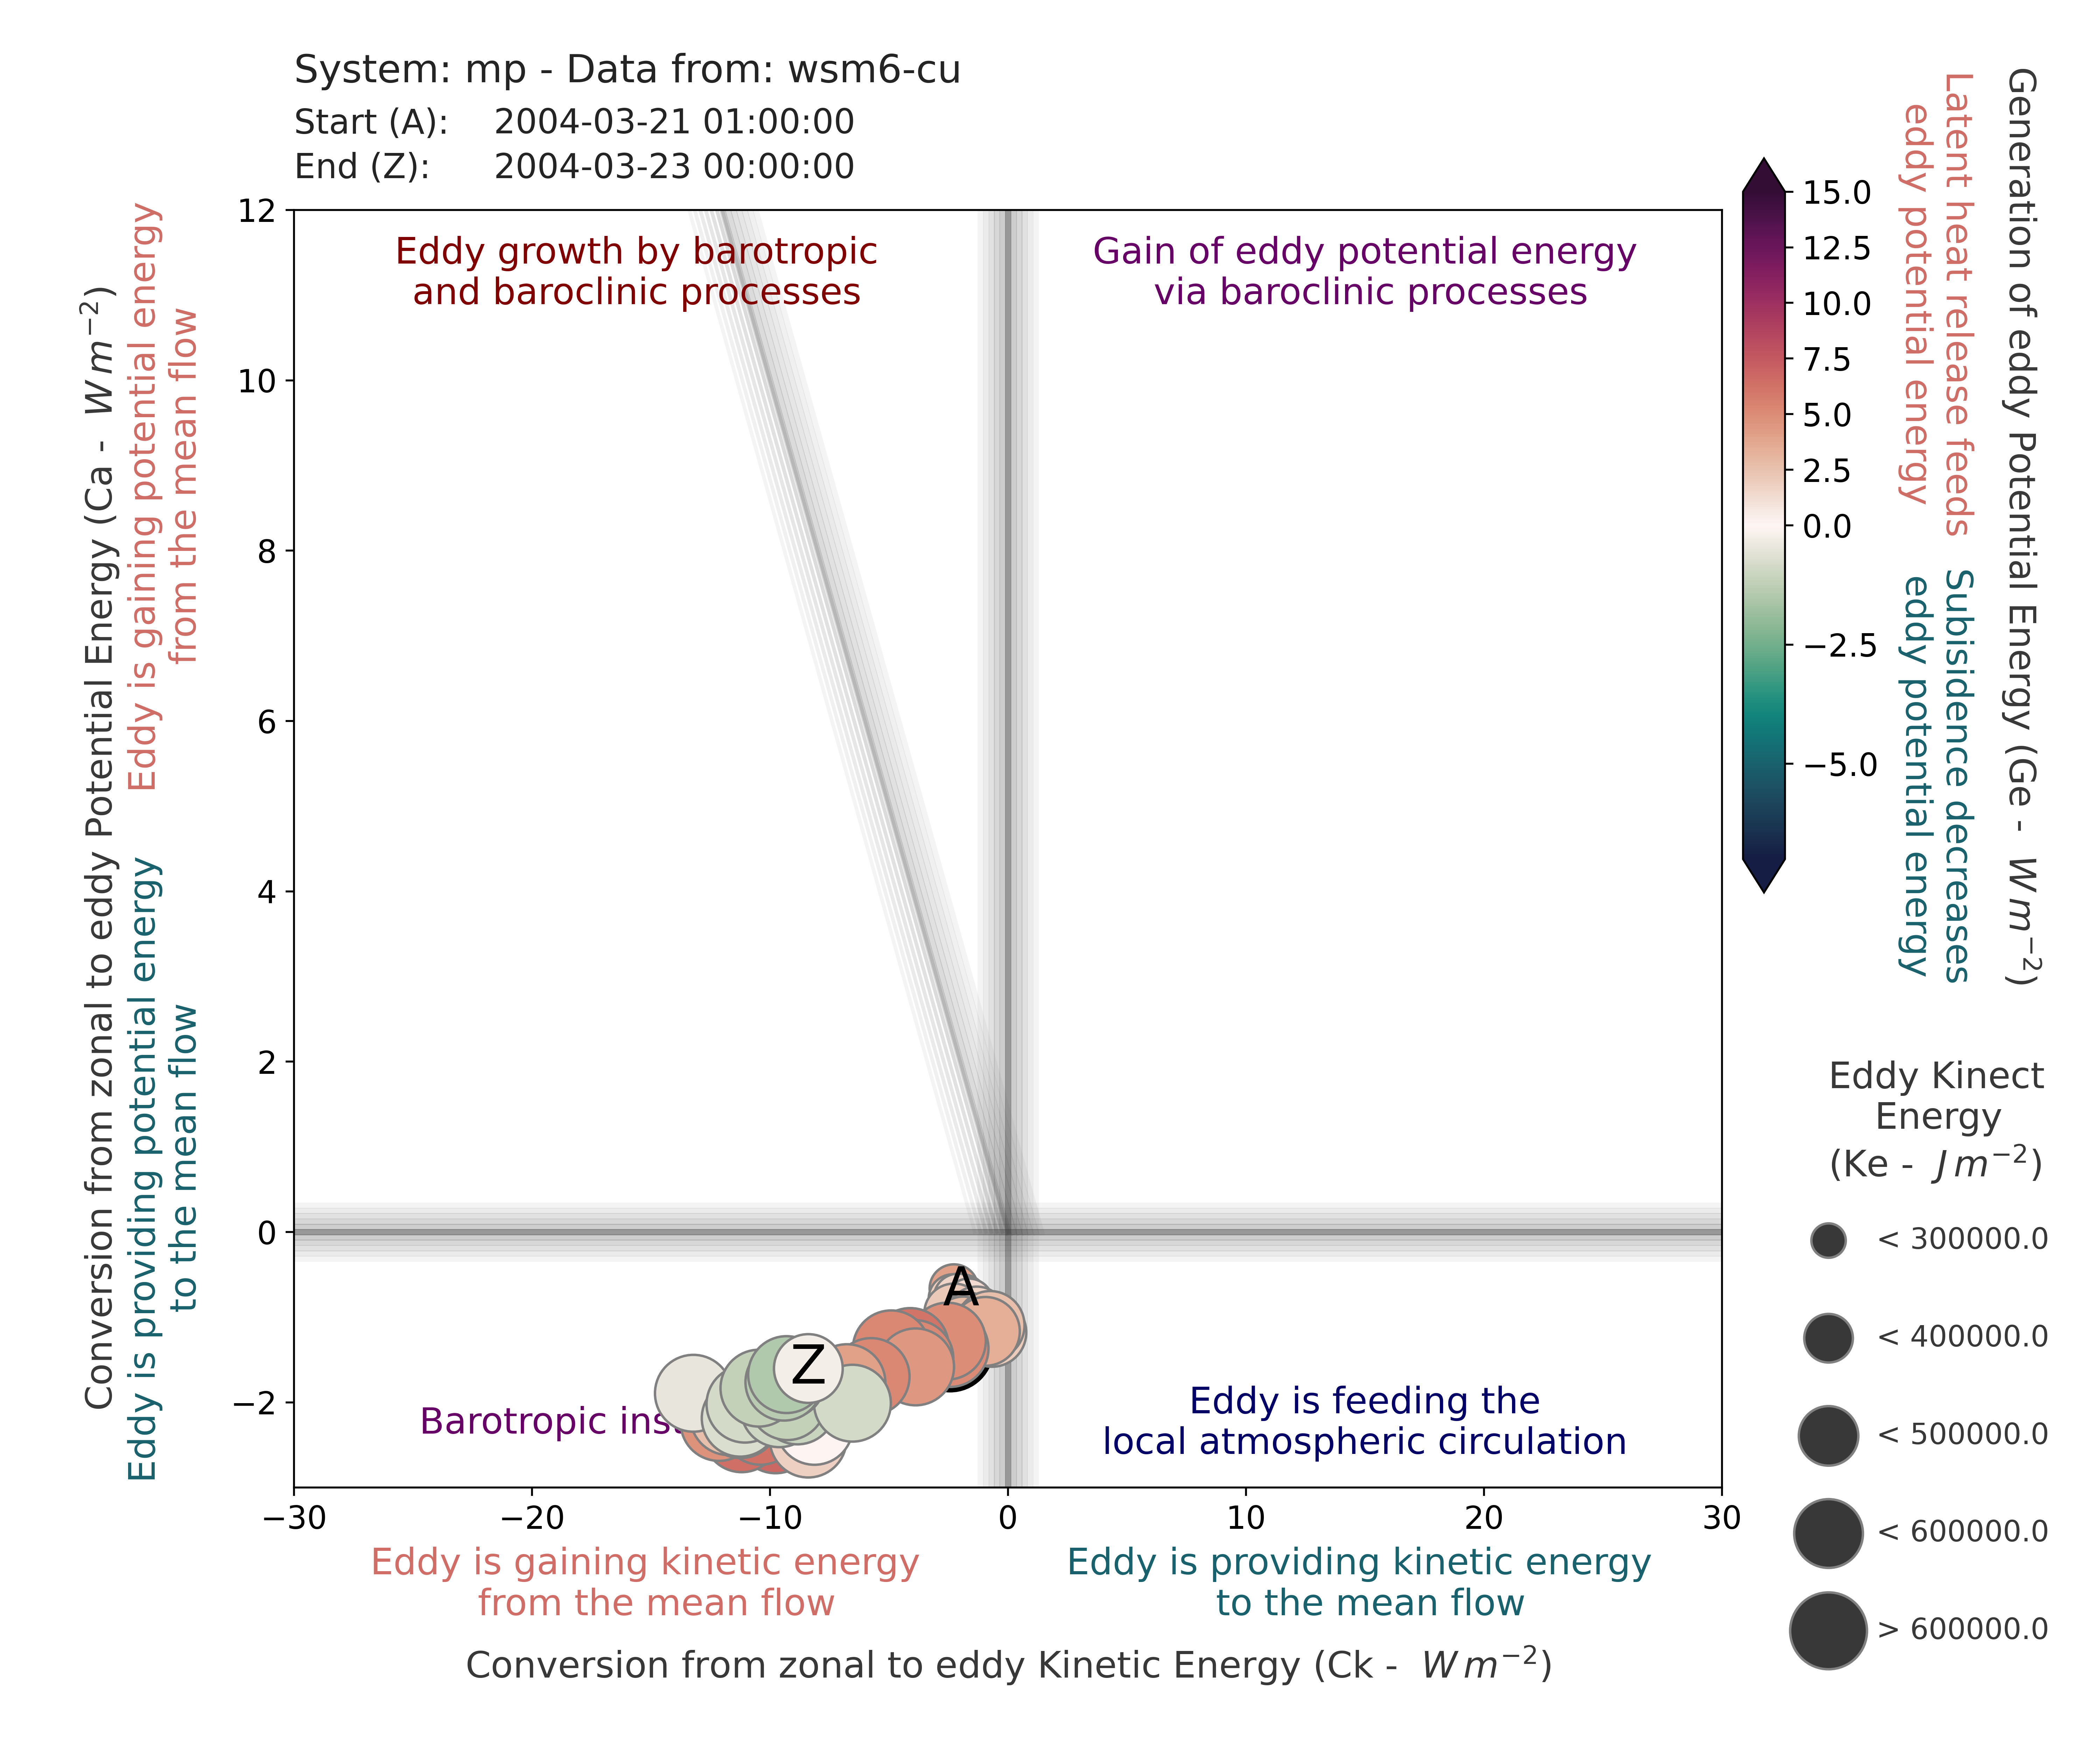 System: mp - Data from: wsm6-cu
Start (A): 2004-03-21 01:00:00
End (Z): 2004-03-23 00:00:00
Conversion from zonal to eddy Potential Energy (Ca - W m⁻²)
Eddy is gaining potential energy
from the mean flow
Eddy is providing potential energy
to the mean flow
12
10
8
6
4
2
0
−2
Eddy growth by barotropic
and baroclinic processes
Gain of eddy potential energy
via baroclinic processes
A
Z
Barotropic ins
Eddy is feeding the
local atmospheric circulation
−30
−20
−10
0
10
20
30
Eddy is gaining kinetic energy
from the mean flow
Eddy is providing kinetic energy
to the mean flow
Conversion from zonal to eddy Kinetic Energy (Ck - W m⁻²)
15.0
12.5
10.0
7.5
5.0
2.5
0.0
−2.5
−5.0
Latent heat release feeds
eddy potential energy
Subisidence decreases
eddy potential energy
Generation of eddy Potential Energy (Ge - W m⁻²)
Eddy Kinect
Energy
(Ke - J m⁻²)
< 300000.0
< 400000.0
< 500000.0
< 600000.0
> 600000.0